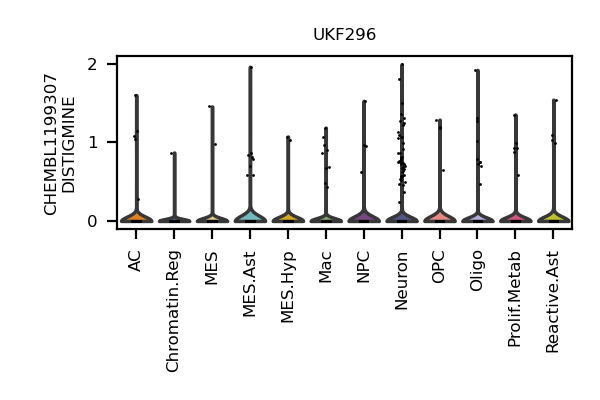 UKF296
CHEMBL1199307
DISTIGMINE
2
1
0
AC
Chromatin.Reg
MES
MES.Ast
MES.Hyp
Mac
NPC
Neuron
OPC
Oligo
Prolif.Metab
Reactive.Ast